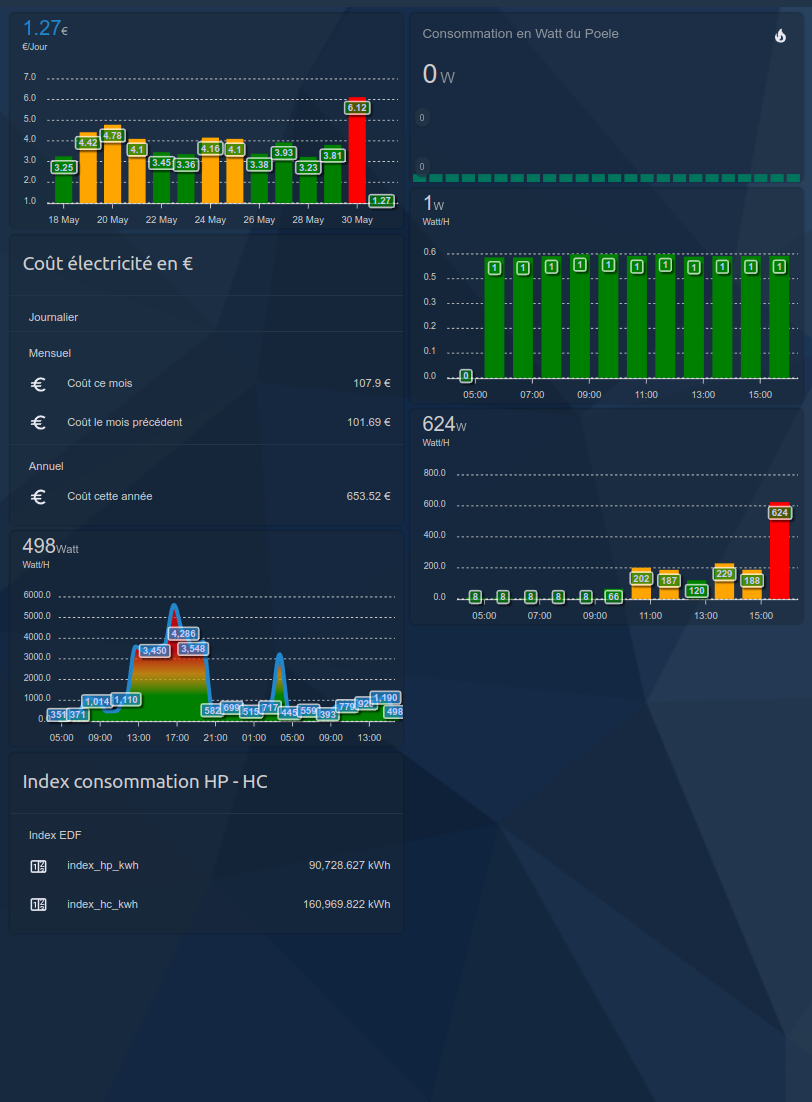 1.27€
€/Jour
7.0
6.0
5.0
4.0
3.0
2.0
1.0
3.25
4.42
4.78
4.1
3.45
3.36
4.16
4.1
3.38
3.93
3.23
3.81
6.12
1.27
18 May 20 May 22 May 24 May 26 May 28 May 30 May
Coût électricité en €
Journalier
Mensuel
Coût ce mois 107.9 €
Coût le mois précédent 101.69 €
Annuel
Coût cette année 653.52 €
498Watt
Watt/H
6000.0
5000.0
4000.0
3000.0
2000.0
1000.0
0.0
351
371
1,014
1,110
3,450
4,286
3,548
582
699
515
717
445
559
393
779
1,190
498
05:00 09:00 13:00 17:00 21:00 01:00 05:00 09:00 13:00
Index consommation HP - HC
Index EDF
index_hp_kwh 90,728.627 kWh
index_hc_kwh 160,969.822 kWh
Consommation en Watt du Poele
0 W
0
0
1W
Watt/H
0.6
0.5
0.3
0.2
0.1
0.0
0 1 1 1 1 1 1 1 1 1 1 1
05:00 07:00 09:00 11:00 13:00 15:00
624W
Watt/H
800.0
600.0
400.0
200.0
0.0
8 8 8 8 8 66 202 187 120 229 188 624
05:00 07:00 09:00 11:00 13:00 15:00